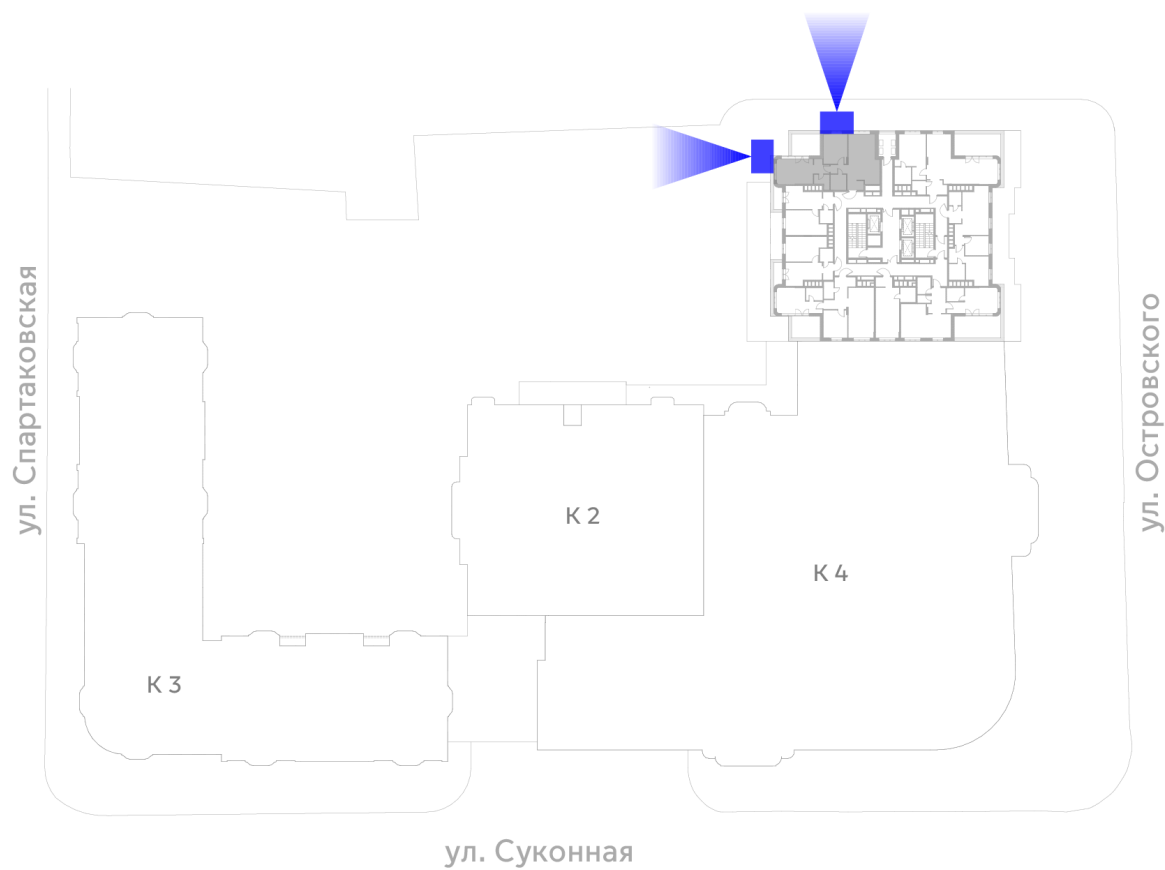 ул. Спартаковская
ул. Островского
К 2
К 4
К 3
ул. Суконная